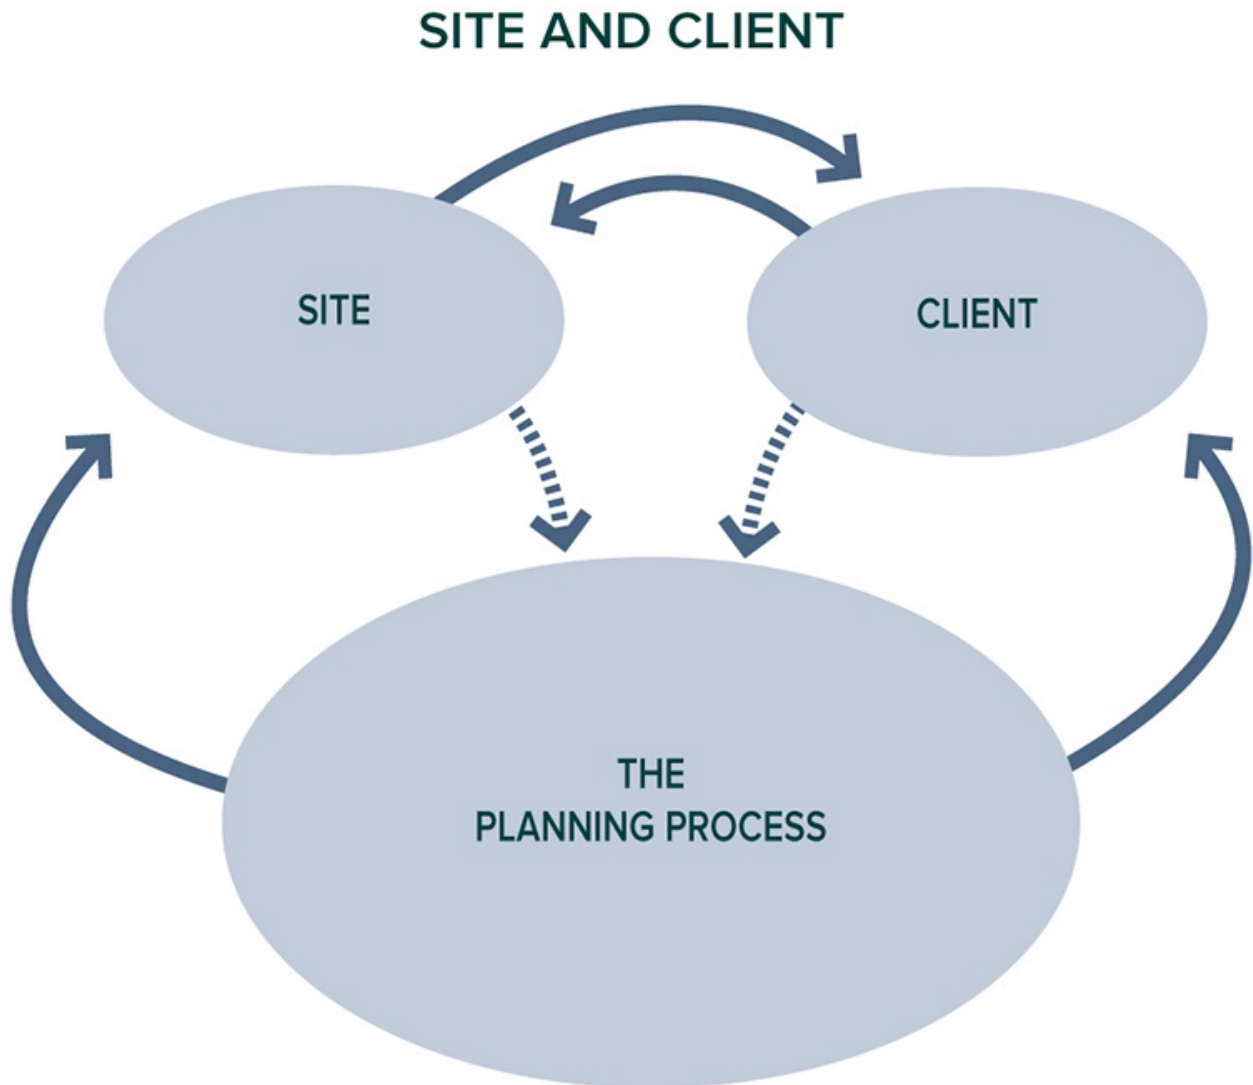 SITE AND CLIENT
SITE
CLIENT
THE
PLANNING PROCESS